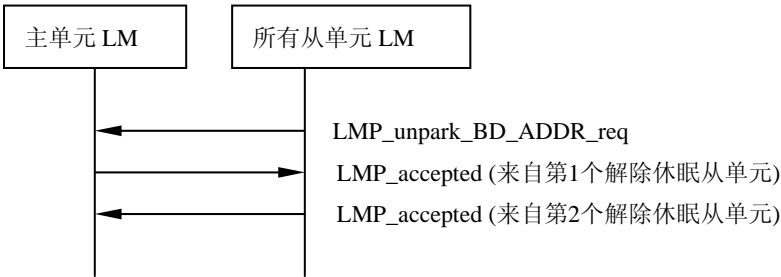 主单元 LM
所有从单元 LM
LMP_unpark_BD_ADDR_req
LMP_accepted (来自第1个解除休眠从单元)
LMP_accepted (来自第2个解除休眠从单元)